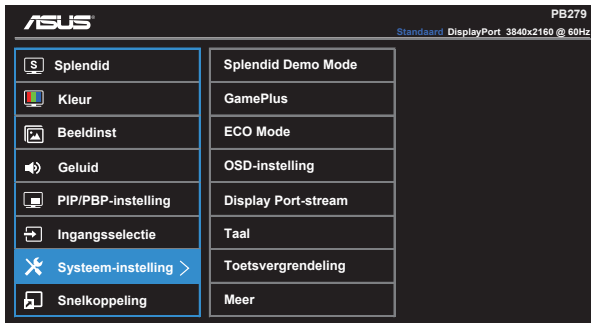 ASUS
PB279
Standaard DisplayPort 3840x2160 @ 60Hz
S Splendid
Kleur
Beeldinst
Geluid
PIP/PBP-instelling
Ingangsselectie
Systeem-instelling >
Snelkoppeling
Splendid Demo Mode
GamePlus
ECO Mode
OSD-instelling
Display Port-stream
Taal
Toetsvergrendeling
Meer